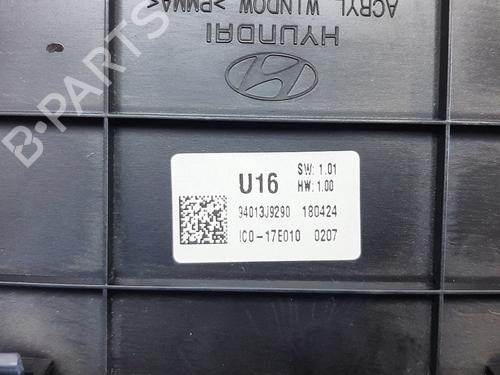 ACRYL WINDOW >PMMA<
HYUNDAI
B-PARTS
U16
SW: 1.01
HW: 1.00
94013J9290 180424
IC0-17E010 0207